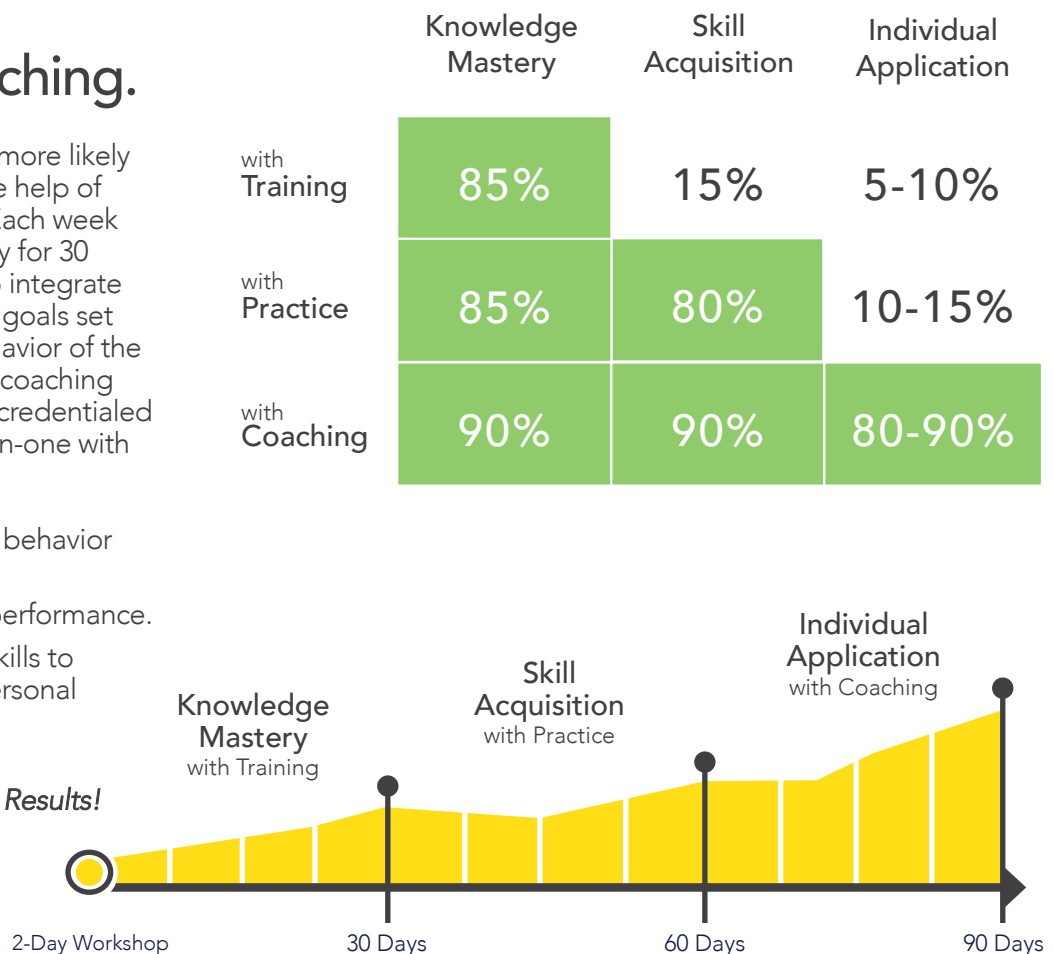 ching.
more likely
e help of
Each week
y for 30
o integrate
goals set
avior of the
coaching
credentialed
n-one with
behavior
performance.
kills to
ersonal
Results!
Knowledge
Mastery
Skill
Acquisition
Individual
Application
with
Training
85%
15%
5-10%
with
Practice
85%
80%
10-15%
with
Coaching
90%
90%
80-90%
Knowledge
Mastery
with Training
Skill
Acquisition
with Practice
Individual
Application
with Coaching
2-Day Workshop
30 Days
60 Days
90 Days